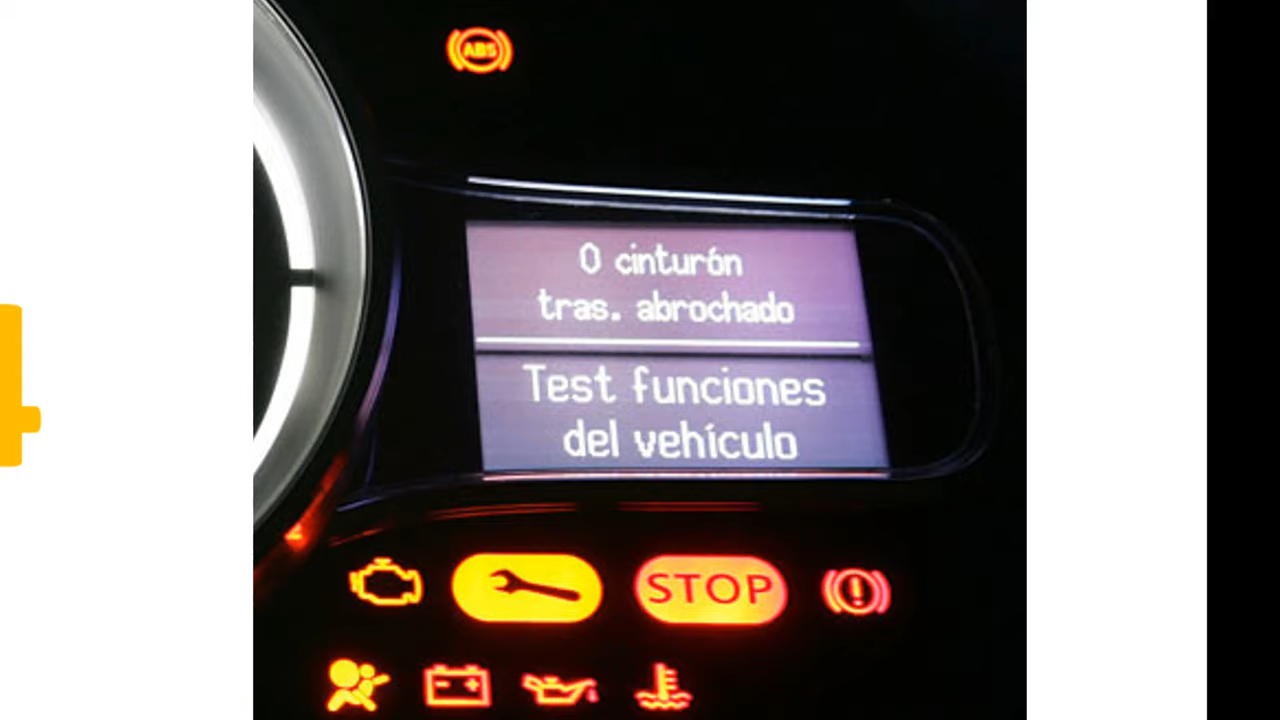 ABS
0 cinturón
tras. abrochado
Test funciones
del vehículo
STOP